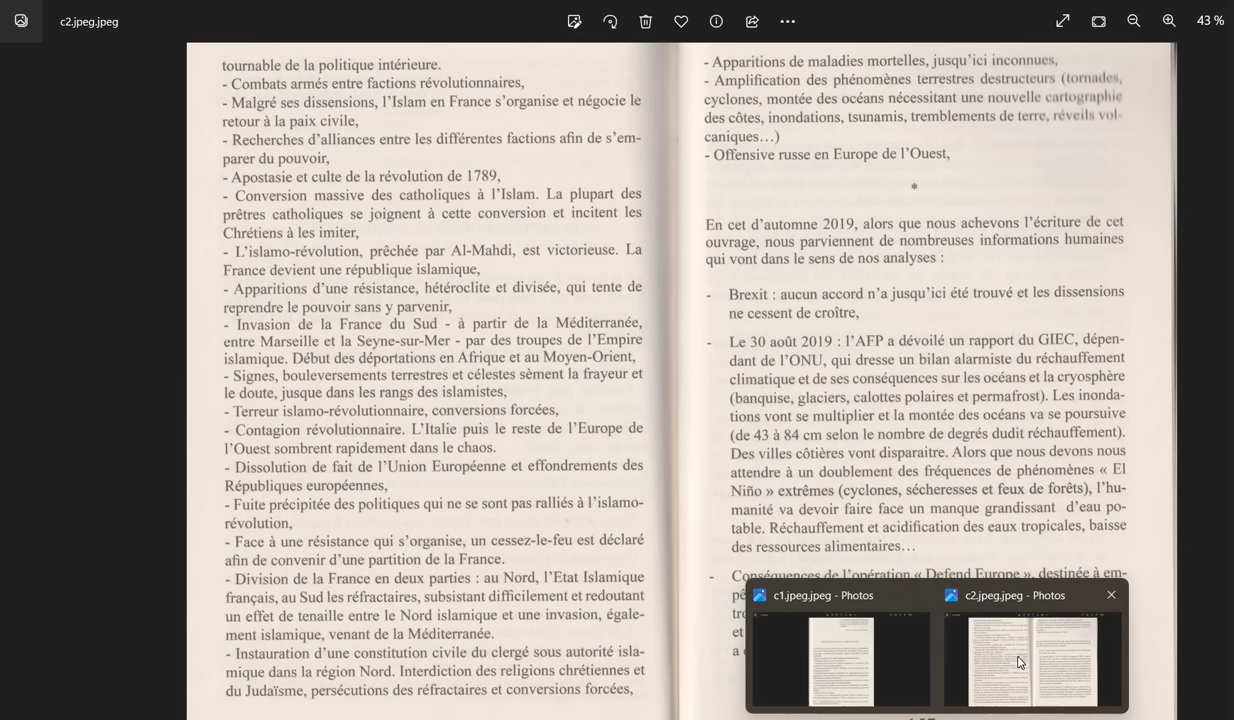 c2.jpeg.jpeg
43 %
tournable de la politique intérieure.
- Combats armés entre factions révolutionnaires,
- Malgré ses dissensions, l'Islam en France s'organise et négocie le
retour à la paix civile,
- Recherches d'alliances entre les différentes factions afin de s'em-
parer du pouvoir,
- Apostasie et culte de la révolution de 1789,
- Conversion massive des catholiques à l'Islam. La plupart des
prêtres catholiques se joignent à cette conversion et incitent les
Chrétiens à les imiter,
- L'islamo-révolution, prêchée par Al-Mahdi, est victorieuse. La
France devient une république islamique,
- Apparitions d'une résistance, hétéroclite et divisée, qui tente de
reprendre le pouvoir sans y parvenir,
- Invasion de la France du Sud - à partir de la Méditerranée,
entre Marseille et la Seyne-sur-Mer - par des troupes de l'Empire
islamique. Début des déportations en Afrique et au Moyen-Orient,
- Signes, bouleversements terrestres et célestes sèment la frayeur et
le doute, jusque dans les rangs des islamistes,
- Terreur islamo-révolutionnaire, conversions forcées,
- Contagion révolutionnaire. L'Italie puis le reste de l'Europe de
l'Ouest sombrent rapidement dans le chaos.
- Dissolution de fait de l'Union Européenne et effondrements des
Républiques européennes,
- Fuite précipitée des politiques qui ne se sont pas ralliés à l'islamo-
révolution,
- Face à une résistance qui s'organise, un cessez-le-feu est déclaré
afin de convenir d'une partition de la France.
- Division de la France en deux parties : au Nord, l'Etat Islamique
français, au Sud les réfractaires, subsistant difficilement et redoutant
un effet de tenaille entre le Nord islamique et une invasion, égale-
ment islamique, venant de la Méditerranée.
- Instauration d'une constitution civile du clergé sous autorité isla-
mique dans la région Nord. Interdiction des religions chrétiennes et
du Judaïsme, persécutions des réfractaires et conversions forcées,
- Apparitions de maladies mortelles, jusqu'ici inconnues,
- Amplification des phénomènes terrestres destructeurs (tornades,
cyclones, montée des océans nécessitant une nouvelle cartographie
des côtes, inondations, tsunamis, tremblements de terre, réveils vol-
caniques…)
- Offensive russe en Europe de l'Ouest,
*
En cet d'automne 2019, alors que nous achevons l'écriture de cet
ouvrage, nous parviennent de nombreuses informations humaines
qui vont dans le sens de nos analyses :
- Brexit : aucun accord n'a jusqu'ici été trouvé et les dissensions
ne cessent de croître,
- Le 30 août 2019 : l'AFP a dévoilé un rapport du GIEC, dépen-
dant de l'ONU, qui dresse un bilan alarmiste du réchauffement
climatique et de ses conséquences sur les océans et la cryosphère
(banquise, glaciers, calottes polaires et permafrost). Les inonda-
tions vont se multiplier et la montée des océans va se poursuive
(de 43 à 84 cm selon le nombre de degrés dudit réchauffement).
Des villes côtières vont disparaitre. Alors que nous devons nous
attendre à un doublement des fréquences de phénomènes « El
Niño » extrêmes (cyclones, sécheresses et feux de forêts), l'hu-
manité va devoir faire face un manque grandissant d'eau po-
table. Réchauffement et acidification des eaux tropicales, baisse
des ressources alimentaires…
- Conséquences de l'opération « Defend Europe », destinée à em-
et
c1.jpeg.jpeg - Photos
c2.jpeg.jpeg - Photos